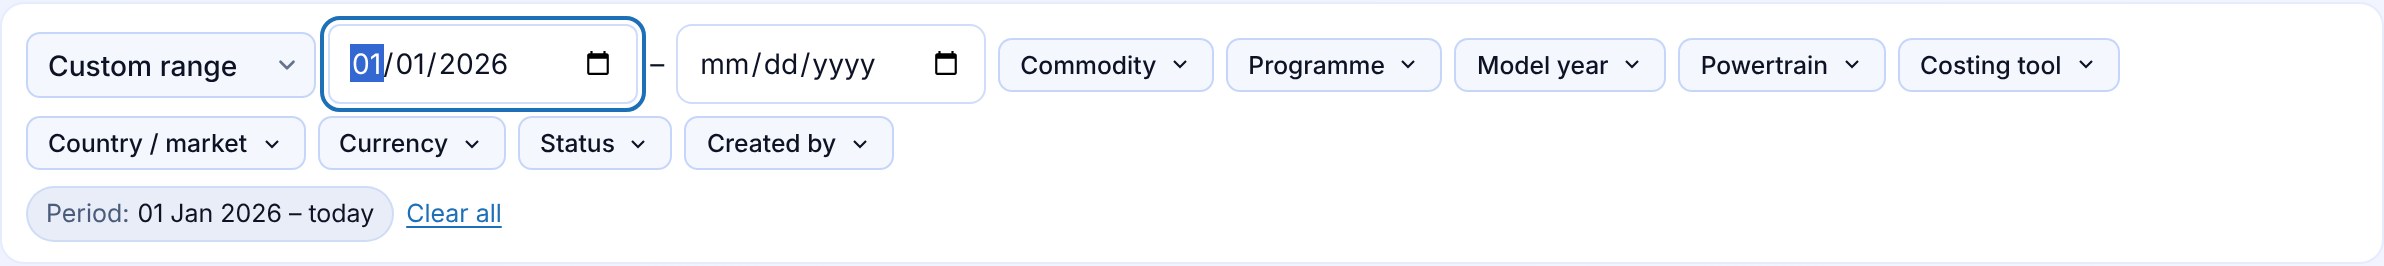 Custom range 01/01/2026 – mm/dd/yyyy Commodity Programme Model year Powertrain Costing tool
Country / market Currency Status Created by
Period: 01 Jan 2026 – today Clear all